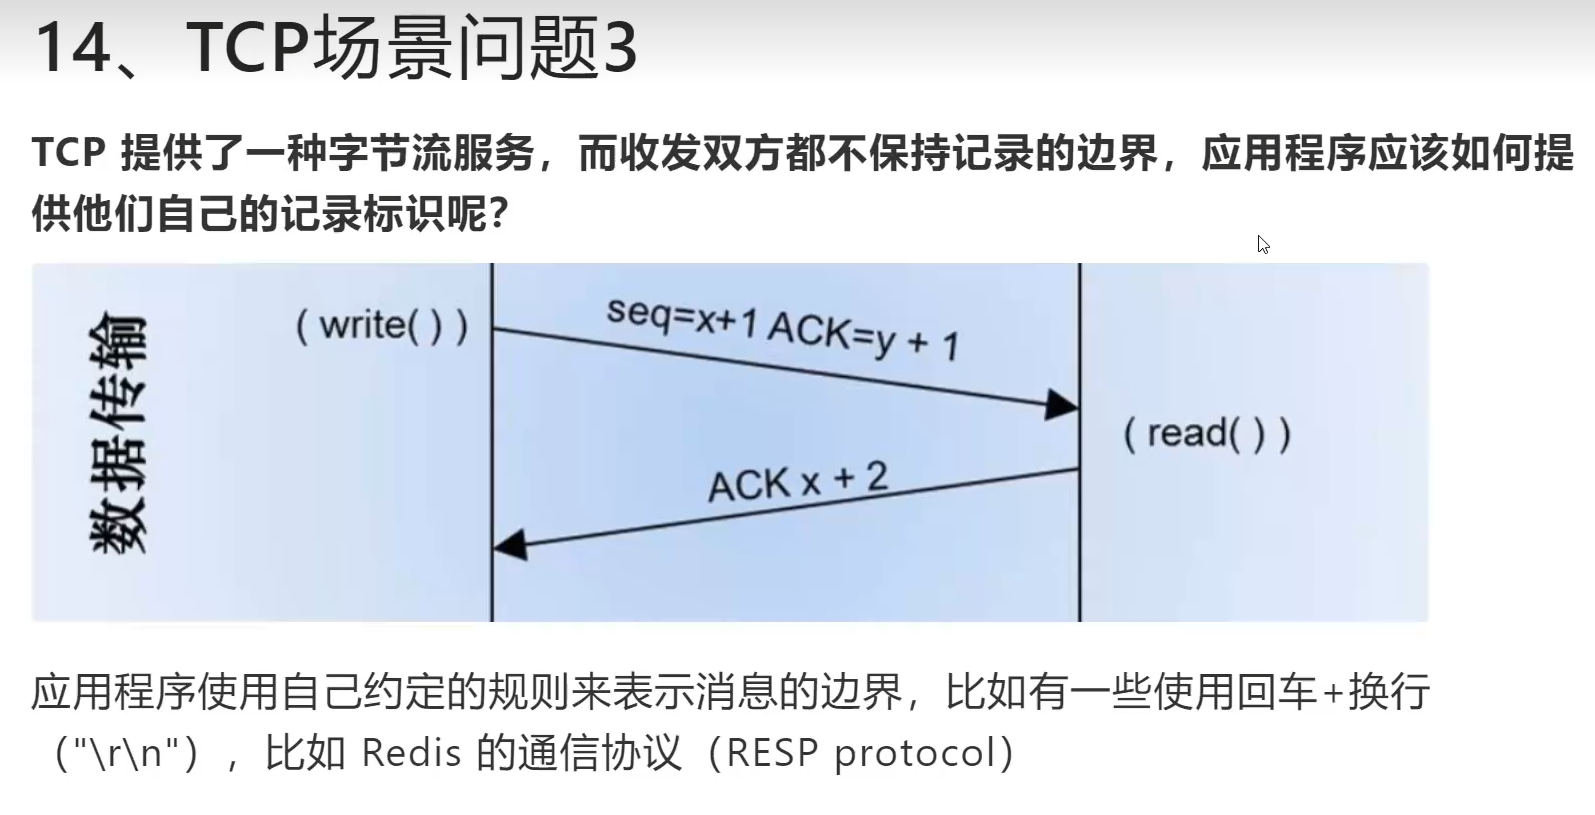 14、TCP场景问题3
TCP 提供了一种字节流服务，而收发双方都不保持记录的边界，应用程序应该如何提
供他们自己的记录标识呢？
数据传输
( write( ) )
seq=x+1 ACK=y + 1
( read( ) )
ACK x + 2
应用程序使用自己约定的规则来表示消息的边界，比如有一些使用回车+换行
（"\r\n"），比如 Redis 的通信协议（RESP protocol）